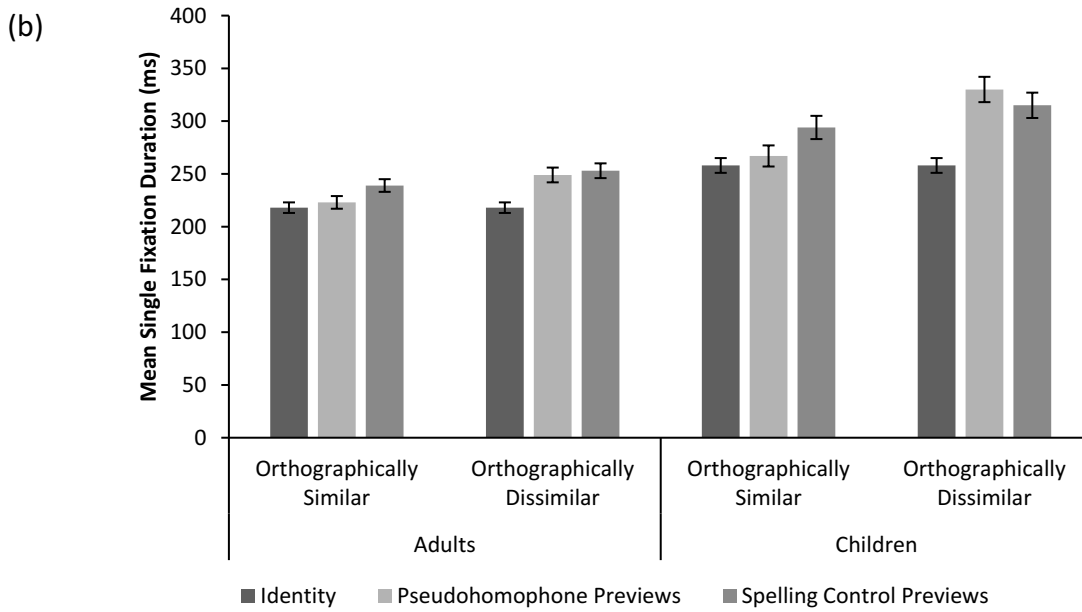 (b)
Mean Single Fixation Duration (ms)
400
350
300
250
200
150
100
50
0
Orthographically Similar
Orthographically Dissimilar
Orthographically Similar
Orthographically Dissimilar
Adults
Children
Identity
Pseudohomophone Previews
Spelling Control Previews